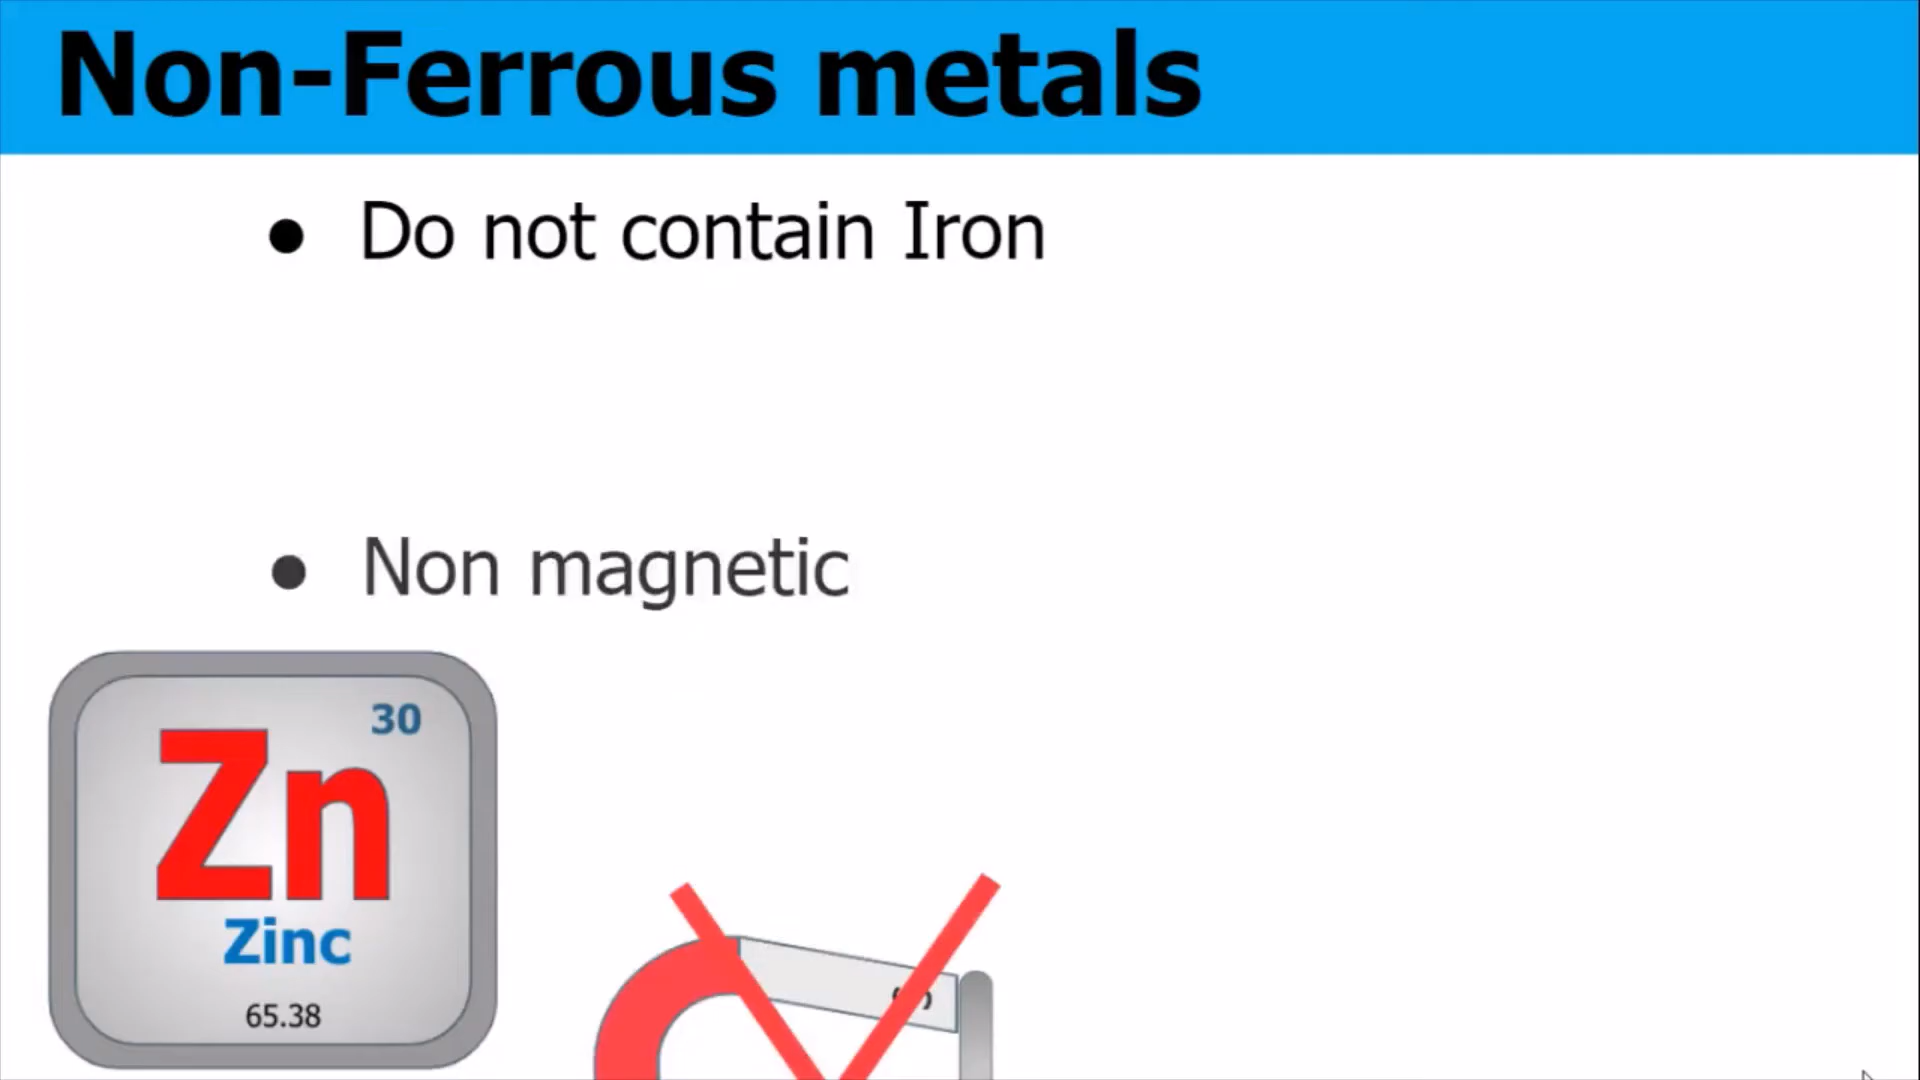 Non-Ferrous metals
● Do not contain Iron
● Non magnetic
30
Zn
Zinc
65.38